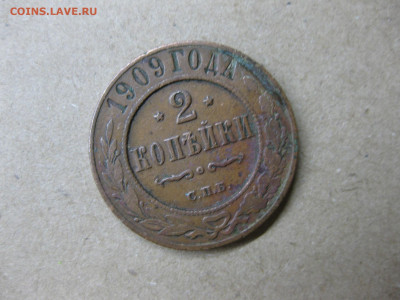 COINS.LAVE.RU
1909 ГОДА
* 2 *
КОПѢЙКИ
С.П.Б.